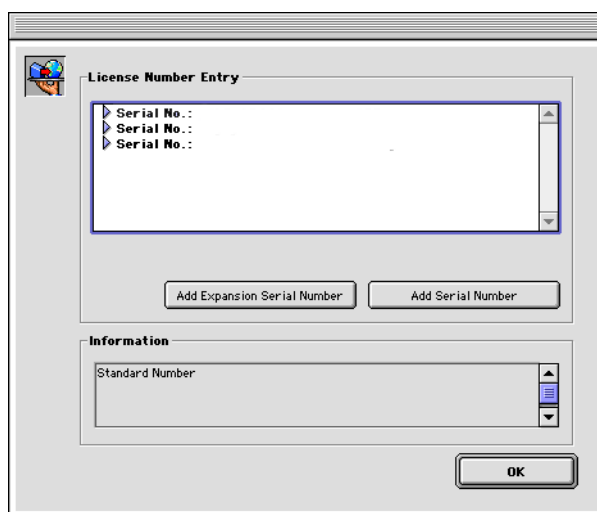 License Number Entry
Serial No.:
Serial No.:
Serial No.:
Add Expansion Serial Number
Add Serial Number
Information
Standard Number
OK